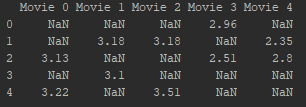 Movie 0 Movie 1 Movie 2 Movie 3 Movie 4
0 NaN NaN NaN 2.96 NaN
1 NaN 3.18 3.18 NaN 2.35
2 3.13 NaN NaN 2.51 2.8
3 NaN 3.1 NaN NaN NaN
4 3.22 NaN 3.51 NaN NaN